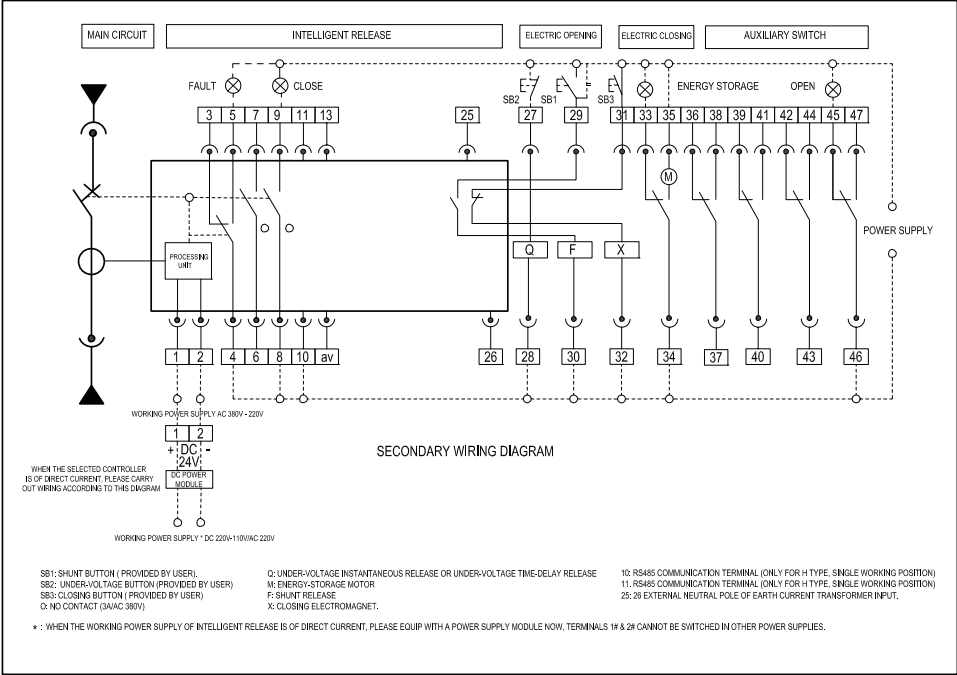 MAIN CIRCUIT
INTELLIGENT RELEASE
ELECTRIC OPENING
ELECTRIC CLOSING
AUXILIARY SWITCH
FAULT
CLOSE
SB2
SB1
SB3
ENERGY STORAGE
OPEN
3 5 7 9 11 13
25
27
29
31 33 35 36 38 39 41 42 44 45 47
M
POWER SUPPLY
PROCESSING
UNIT
Q
F
X
1 2 4 6 8 10 av
26
28
30
32
34
37
40
43
46
WORKING POWER SUPPLY AC 380V - 220V
1 2
+ DC -
24V
DC POWER
MODULE
WHEN THE SELECTED CONTROLLER
IS OF DIRECT CURRENT, PLEASE CARRY
OUT WIRING ACCORDING TO THIS DIAGRAM
SECONDARY WIRING DIAGRAM
WORKING POWER SUPPLY * DC 220V-110V/AC 220V
SB1: SHUNT BUTTON ( PROVIDED BY USER).
SB2: UNDER-VOLTAGE BUTTON (PROVIDED BY USER)
SB3: CLOSING BUTTON ( PROVIDED BY USER)
O: NO CONTACT (3A/AC 380V)
Q: UNDER-VOLTAGE INSTANTANEOUS RELEASE OR UNDER-VOLTAGE TIME-DELAY RELEASE
M: ENERGY-STORAGE MOTOR
F: SHUNT RELEASE
X: CLOSING ELECTROMAGNET.
10: RS485 COMMUNICATION TERMINAL (ONLY FOR H TYPE, SINGLE WORKING POSITION)
11. RS485 COMMUNICATION TERMINAL (ONLY FOR H TYPE, SINGLE WORKING POSITION)
25: 26 EXTERNAL NEUTRAL POLE OF EARTH CURRENT TRANSFORMER INPUT.
* : WHEN THE WORKING POWER SUPPLY OF INTELLIGENT RELEASE IS OF DIRECT CURRENT, PLEASE EQUIP WITH A POWER SUPPLY MODULE NOW, TERMINALS 1# & 2# CANNOT BE SWITCHED IN OTHER POWER SUPPLIES.